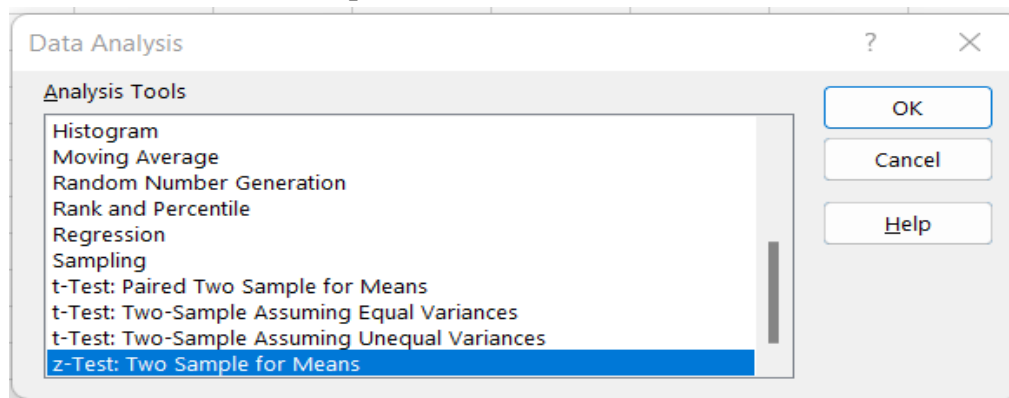 Data Analysis
?
Analysis Tools
Histogram
Moving Average
Random Number Generation
Rank and Percentile
Regression
Sampling
t-Test: Paired Two Sample for Means
t-Test: Two-Sample Assuming Equal Variances
t-Test: Two-Sample Assuming Unequal Variances
z-Test: Two Sample for Means
OK
Cancel
Help